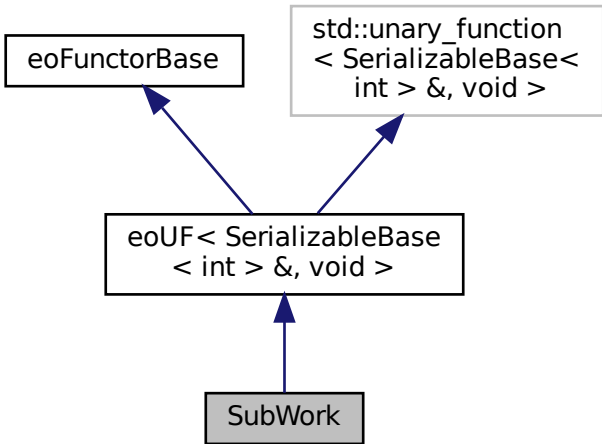 eoFunctorBase
std::unary_function
< SerializableBase<
int > &, void >
eoUF< SerializableBase
< int > &, void >
SubWork